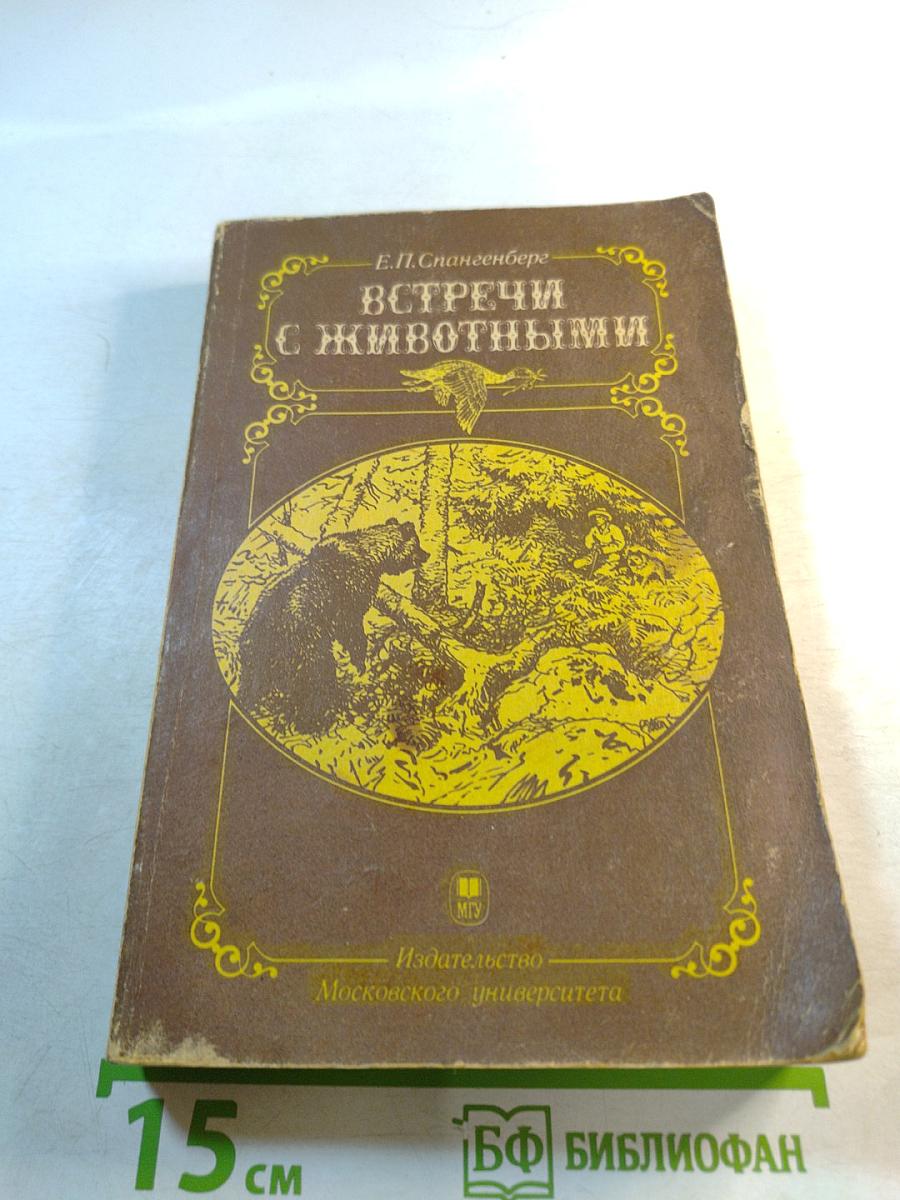 Е.П.Спангенберг
ВСТРЕЧИ
С ЖИВОТНЫМИ
МГУ
Издательство
Московского университета
15 см
БФ БИБЛИОФАН